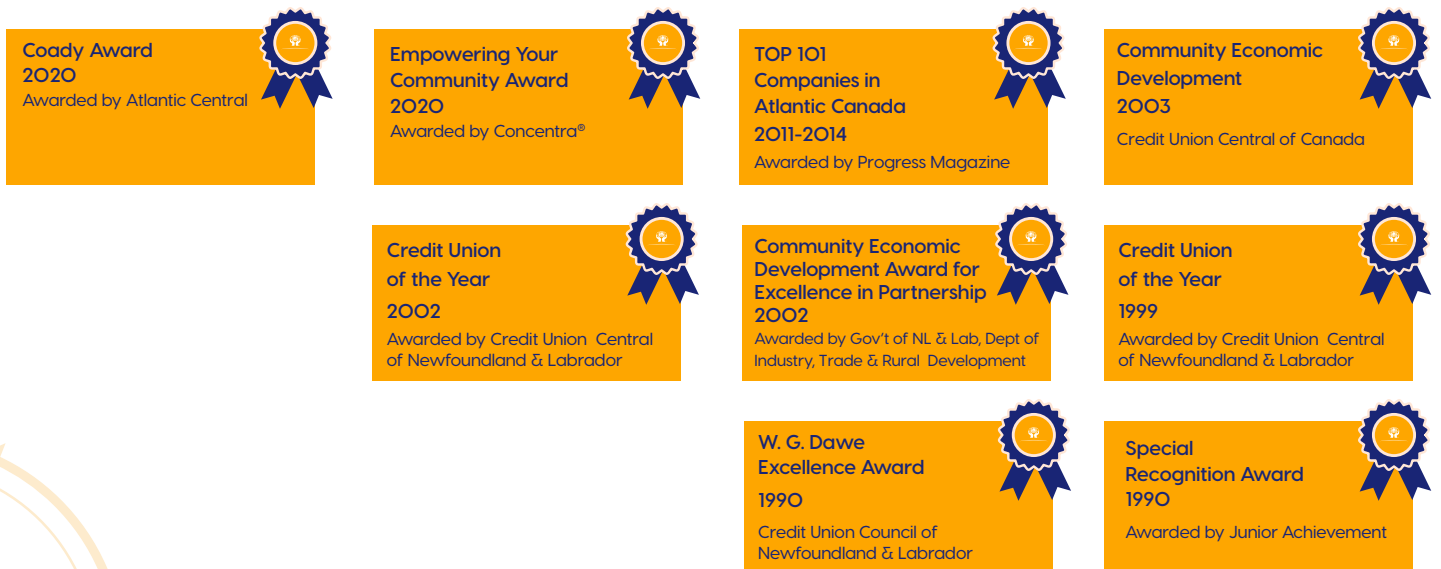 Coady Award
2020
Awarded by Atlantic Central
Empowering Your
Community Award
2020
Awarded by Concentra®
TOP 101
Companies in
Atlantic Canada
2011-2014
Awarded by Progress Magazine
Community Economic
Development
2003
Credit Union Central of Canada
Credit Union
of the Year
2002
Awarded by Credit Union Central
of Newfoundland & Labrador
Community Economic
Development Award for
Excellence in Partnership
2002
Awarded by Gov't of NL & Lab, Dept of
Industry, Trade & Rural Development
Credit Union
of the Year
1999
Awarded by Credit Union Central
of Newfoundland & Labrador
W. G. Dawe
Excellence Award
1990
Credit Union Council of
Newfoundland & Labrador
Special
Recognition Award
1990
Awarded by Junior Achievement